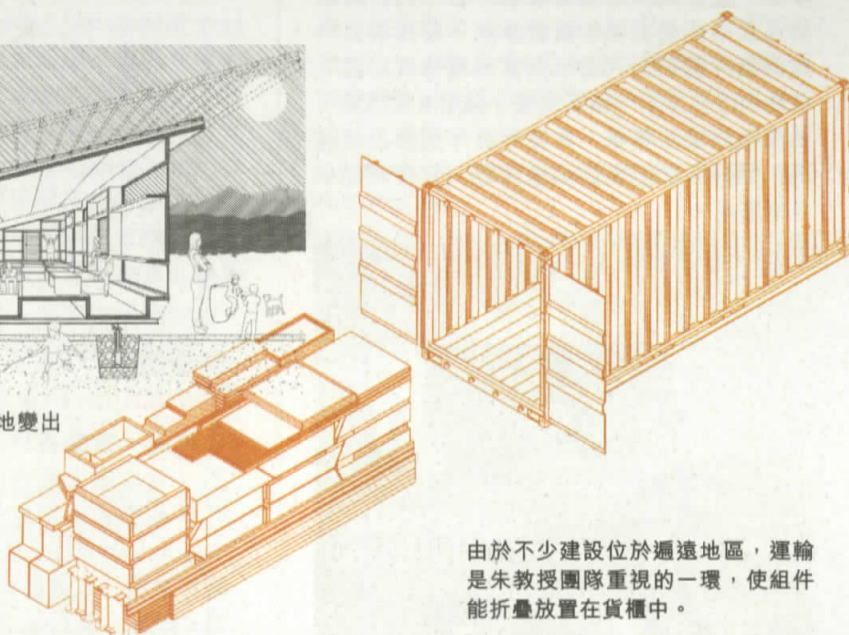 地變出
由於不少建設位於遍遠地區，運輸
是朱教授團隊重視的一環，使組件
能折疊放置在貨櫃中。